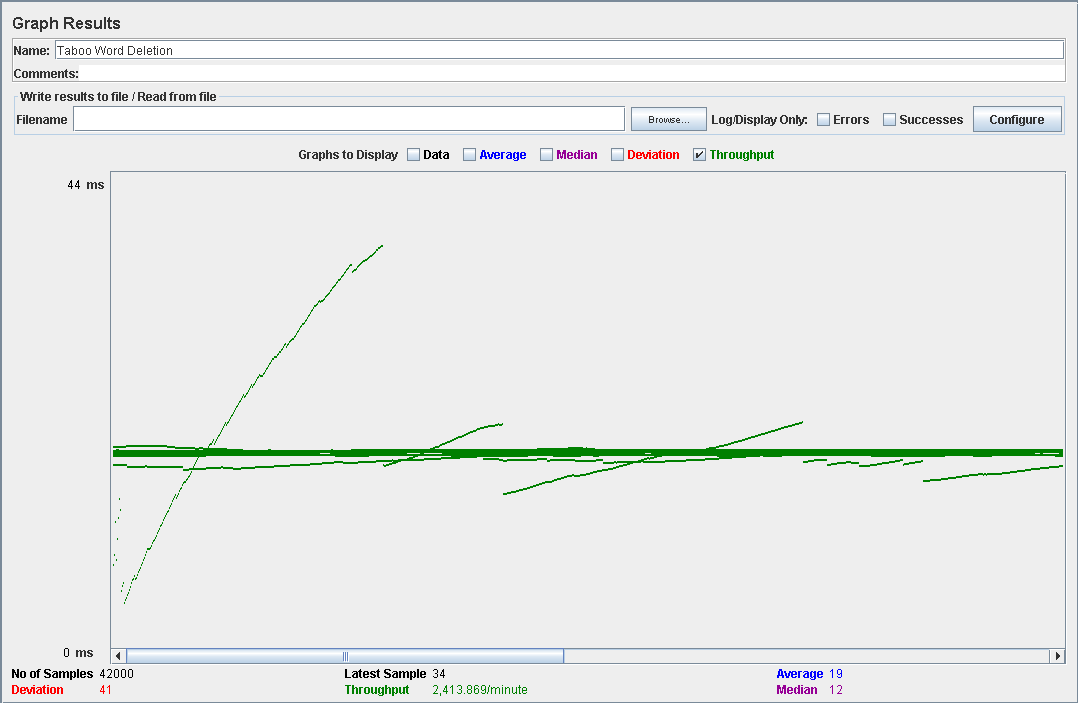 Graph Results
Name: Taboo Word Deletion
Comments:
Write results to file / Read from file
Filename Browse... Log/Display Only: Errors Successes Configure
Graphs to Display Data Average Median Deviation Throughput
44 ms
0 ms
No of Samples 42000 Latest Sample 34 Average 19
Deviation 41 Throughput 2,413.869/minute Median 12